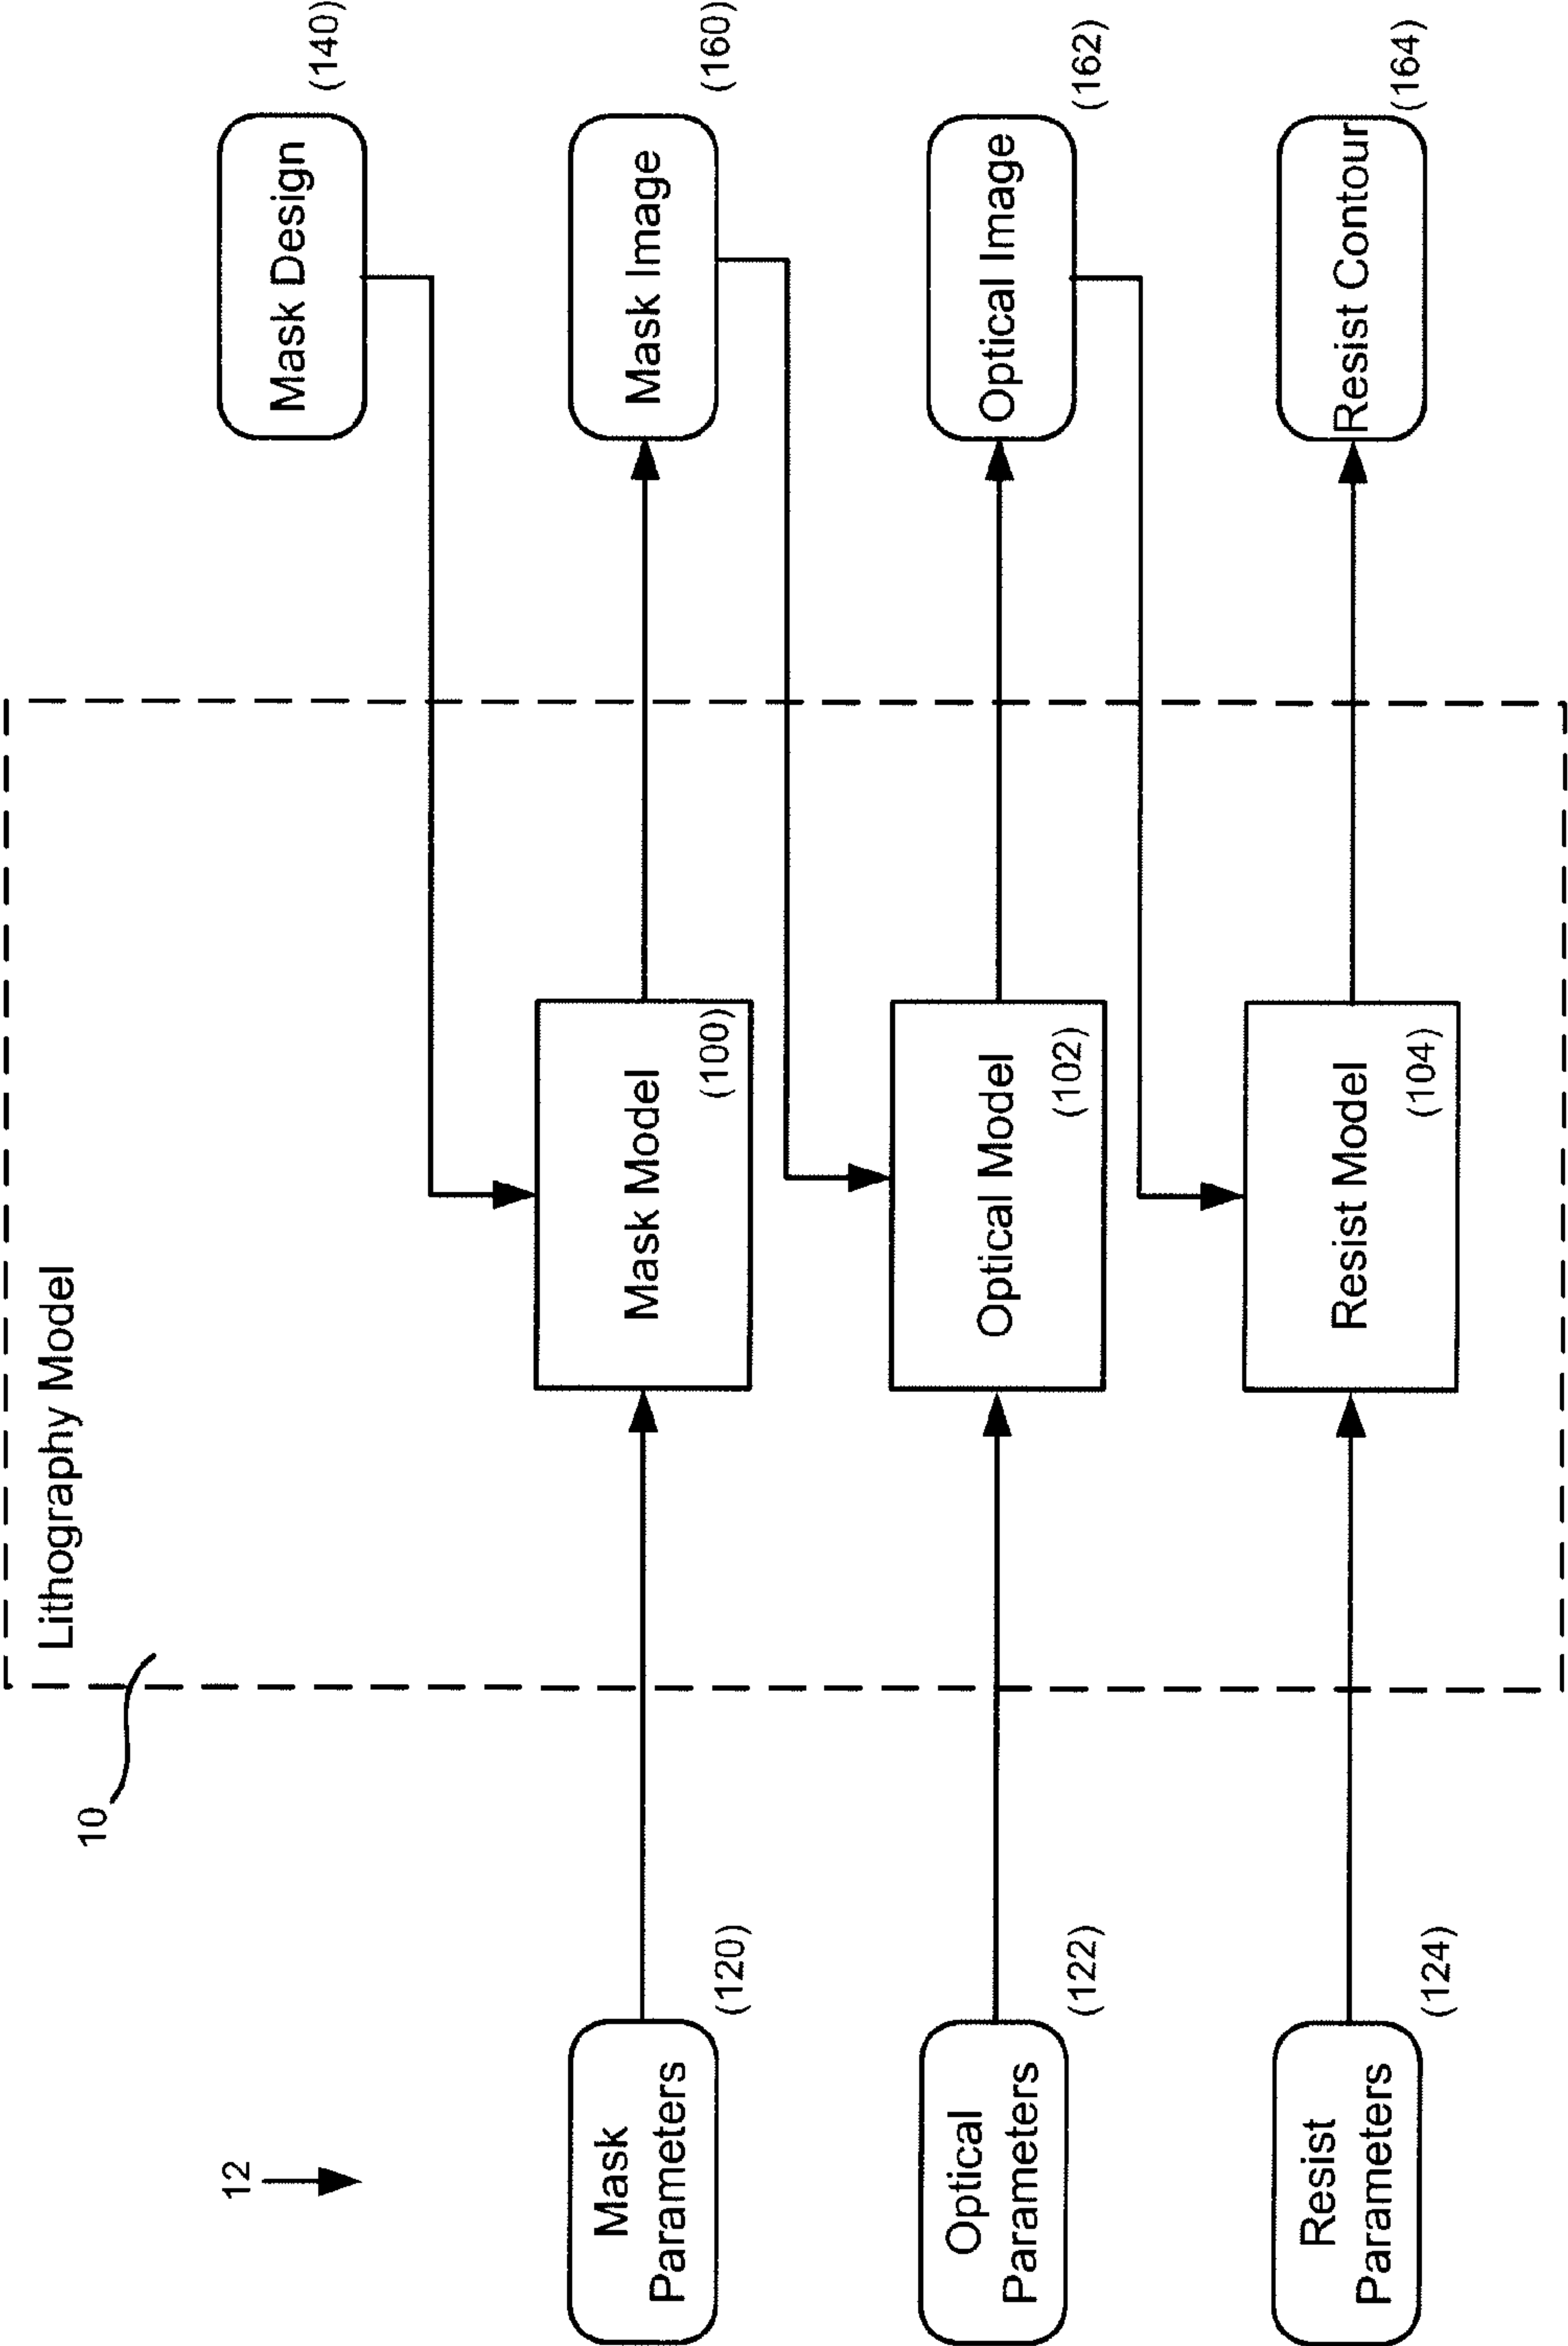 12
10
Lithography Model
Mask Design
(140)
Mask
Parameters
(120)
Mask Model
(100)
Mask Image
(160)
Optical
Parameters
(122)
Optical Model
(102)
Optical Image
(162)
Resist
Parameters
(124)
Resist Model
(104)
Resist Contour
(164)